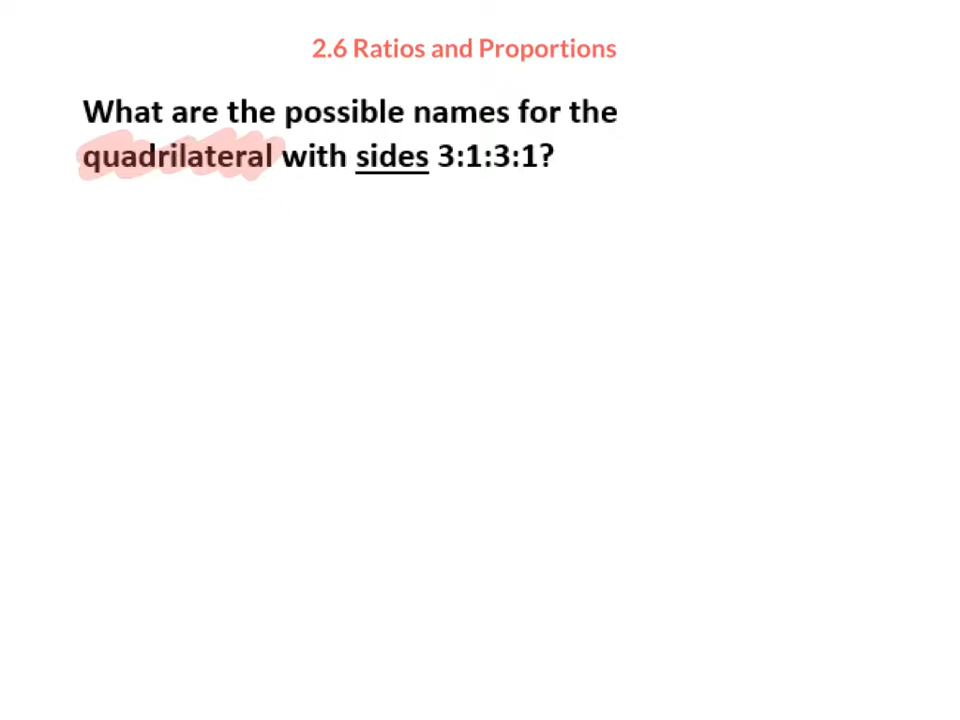 2.6 Ratios and Proportions
What are the possible names for the
quadrilateral with sides 3:1:3:1?